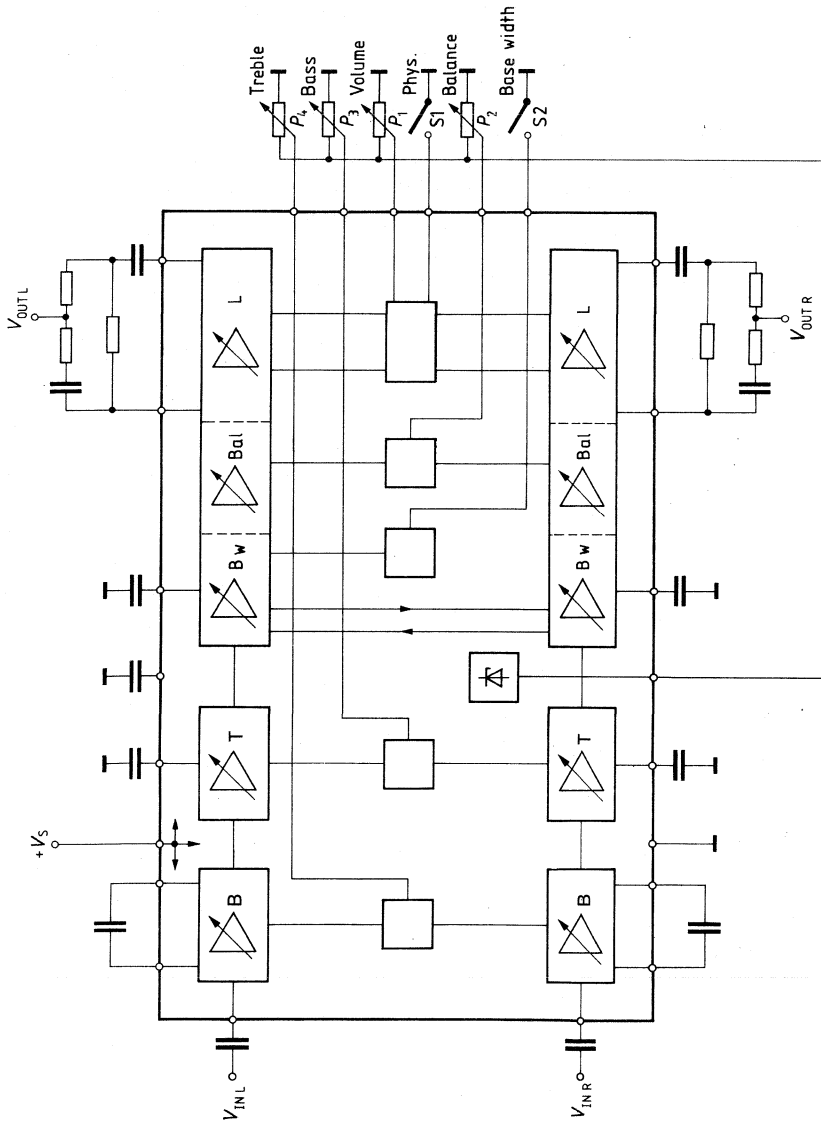 Treble
P4
Bass
P3
Volume
P1
Phys.
S1
Balance
P2
Base width
S2
VOUT L
VOUT R
L
L
Bal
Bal
Bw
Bw
T
T
B
B
+VS
VIN L
VIN R